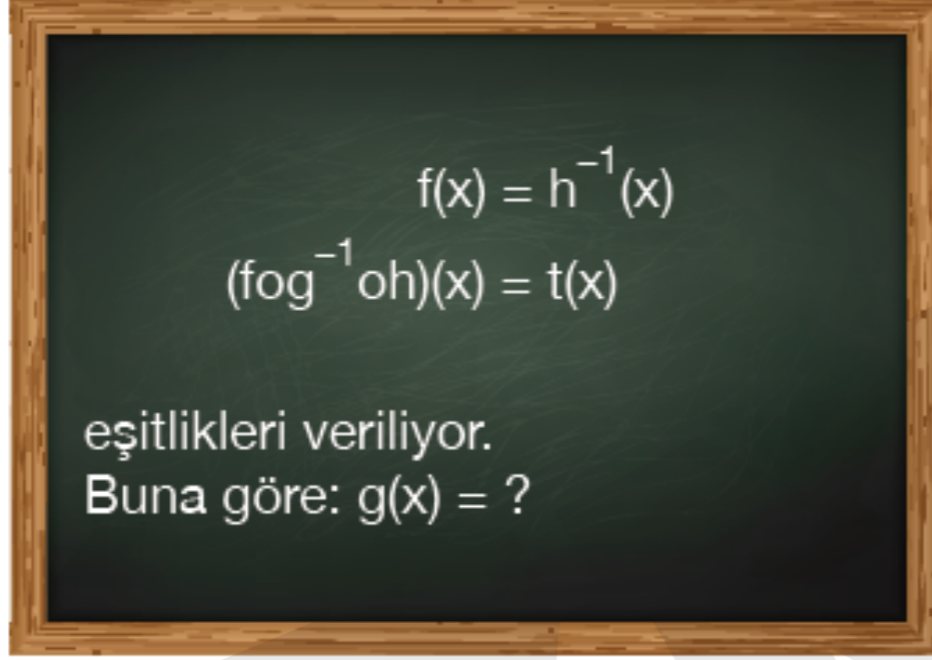 f(x) = h⁻¹(x)
(fog⁻¹oh)(x) = t(x)
eşitlikleri veriliyor.
Buna göre: g(x) = ?